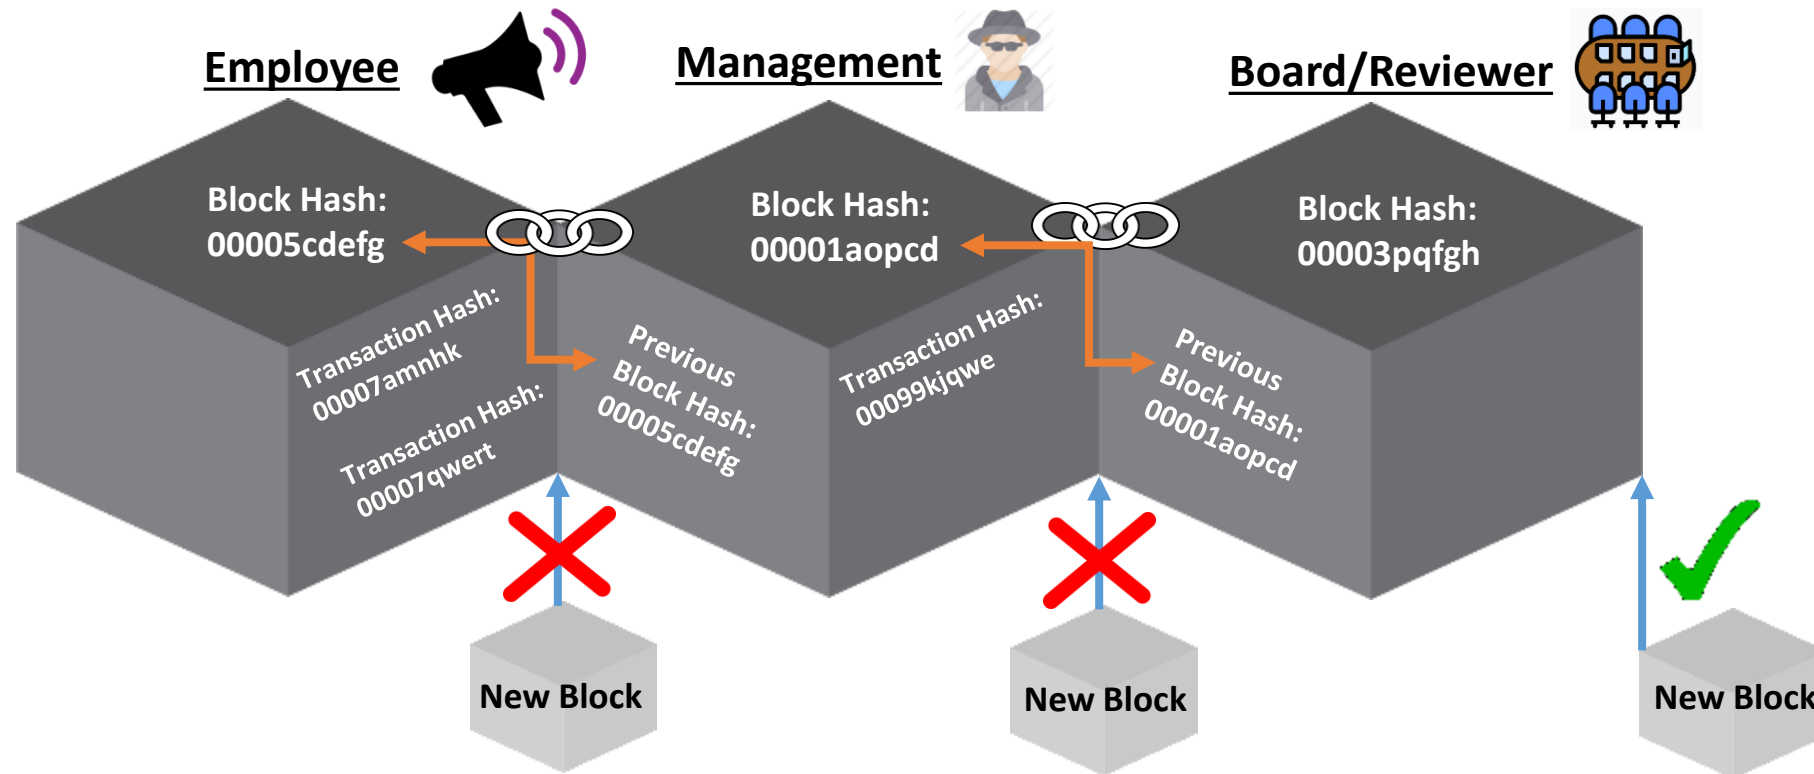 Employee
Management
Board/Reviewer
Block Hash:
00005cdefg
Transaction Hash:
00007amnhk
Transaction Hash:
00007qwert
Previous
Block Hash:
00005cdefg
Block Hash:
00001aopcd
Transaction Hash:
00099kjqwe
Previous
Block Hash:
00001aopcd
Block Hash:
00003pqfgh
New Block
New Block
New Block